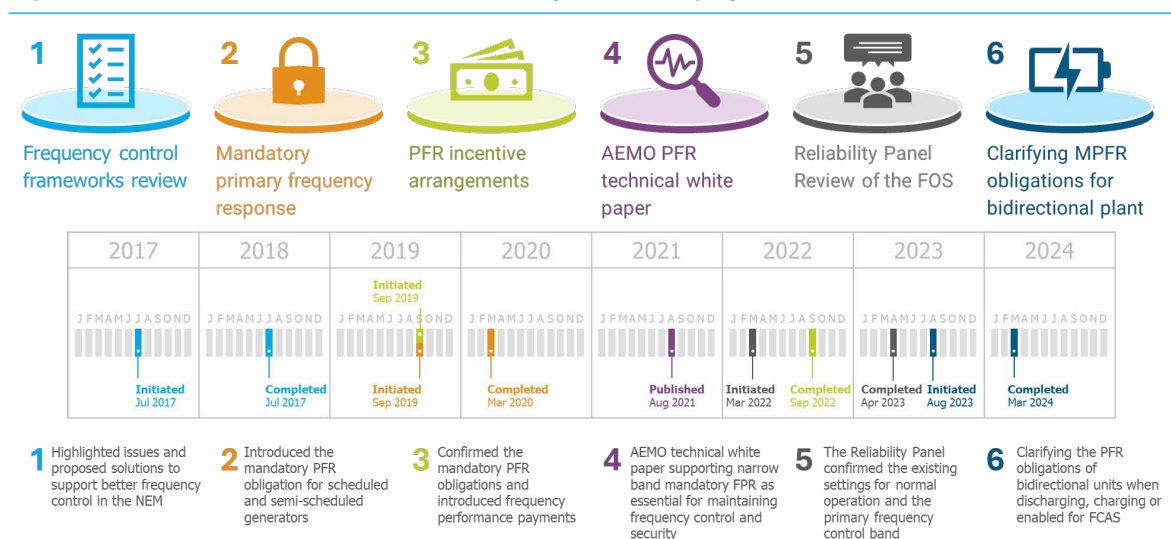 1
Frequency control
frameworks review
2
Mandatory
primary frequency
response
3
PFR incentive
arrangements
4
AEMO PFR
technical white
paper
5
Reliability Panel
Review of the FOS
6
Clarifying MPFR
obligations for
bidirectional plant
2017
2018
2019
2020
2021
2022
2023
2024
Initiated
Sep 2019
J F M A M J J A S O N D
J F M A M J J A S O N D
J F M A M J J A S O N D
J F M A M J J A S O N D
J F M A M J J A S O N D
J F M A M J J A S O N D
J F M A M J J A S O N D
J F M A M J J A S O N D
Initiated
Jul 2017
Completed
Jul 2017
Initiated
Sep 2019
Completed
Mar 2020
Published
Aug 2021
Initiated
Mar 2022
Completed
Sep 2022
Completed
Apr 2023
Initiated
Aug 2023
Completed
Mar 2024
1
Highlighted issues and
proposed solutions to
support better frequency
control in the NEM
2
Introduced the
mandatory PFR
obligation for scheduled
and semi-scheduled
generators
3
Confirmed the
mandatory PFR
obligations and
introduced frequency
performance payments
4
AEMO technical white
paper supporting narrow
band mandatory FPR as
essential for maintaining
frequency control and
security
5
The Reliability Panel
confirmed the existing
settings for normal
operation and the
primary frequency
control band
6
Clarifying the PFR
obligations of
bidirectional units when
discharging, charging or
enabled for FCAS